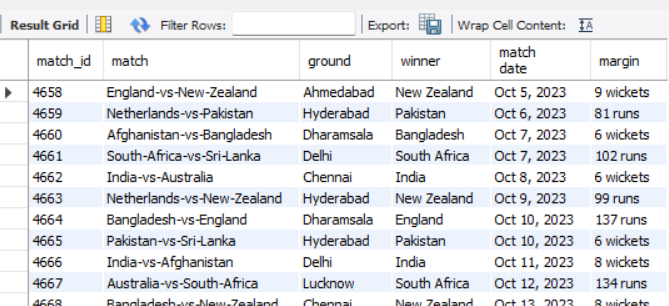 Result Grid Filter Rows: Export: Wrap Cell Content: IA
match_id match ground winner match date margin
4658 England-vs-New-Zealand Ahmedabad New Zealand Oct 5, 2023 9 wickets
4659 Netherlands-vs-Pakistan Hyderabad Pakistan Oct 6, 2023 81 runs
4660 Afghanistan-vs-Bangladesh Dharamsala Bangladesh Oct 7, 2023 6 wickets
4661 South-Africa-vs-Sri-Lanka Delhi South Africa Oct 7, 2023 102 runs
4662 India-vs-Australia Chennai India Oct 8, 2023 6 wickets
4663 Netherlands-vs-New-Zealand Hyderabad New Zealand Oct 9, 2023 99 runs
4664 Bangladesh-vs-England Dharamsala England Oct 10, 2023 137 runs
4665 Pakistan-vs-Sri-Lanka Hyderabad Pakistan Oct 10, 2023 6 wickets
4666 India-vs-Afghanistan Delhi India Oct 11, 2023 8 wickets
4667 Australia-vs-South-Africa Lucknow South Africa Oct 12, 2023 134 runs
4668 Bangladesh-vs-New-Zealand Chennai New Zealand Oct 13, 2023 8 wickets